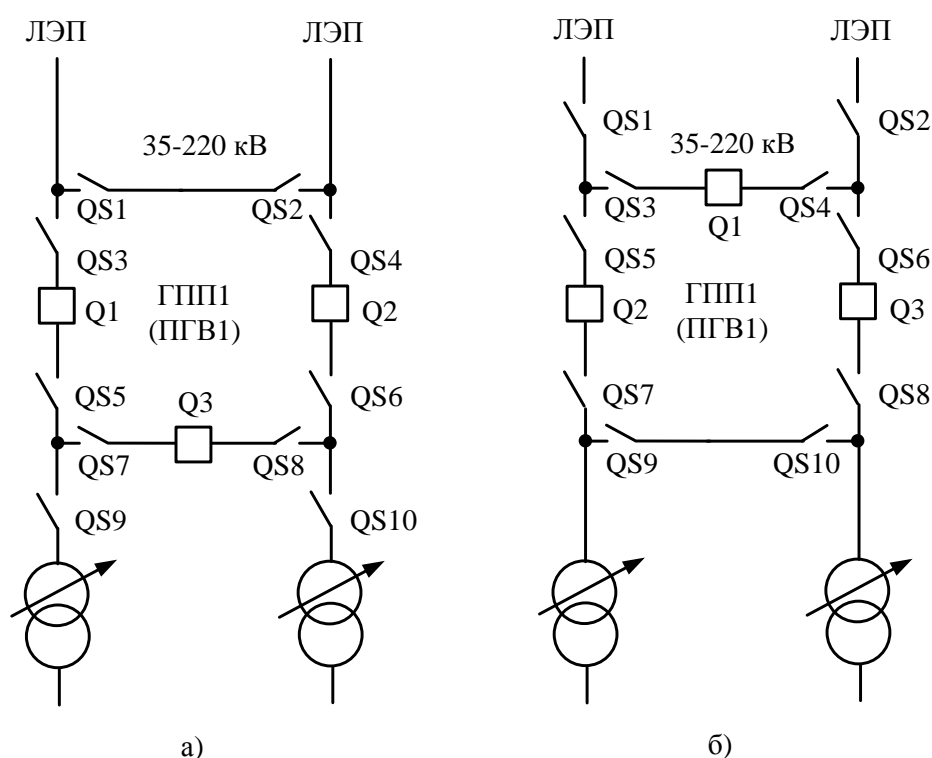 ЛЭП
ЛЭП
35-220 кВ
QS1
QS2
QS3
QS4
Q1
ГПП1
(ПГВ1)
Q2
QS5
Q3
QS6
QS7
QS8
QS9
QS10
а)
ЛЭП
ЛЭП
QS1
QS2
35-220 кВ
QS3
Q1
QS4
QS5
QS6
Q2
ГПП1
(ПГВ1)
Q3
QS7
QS8
QS9
QS10
б)